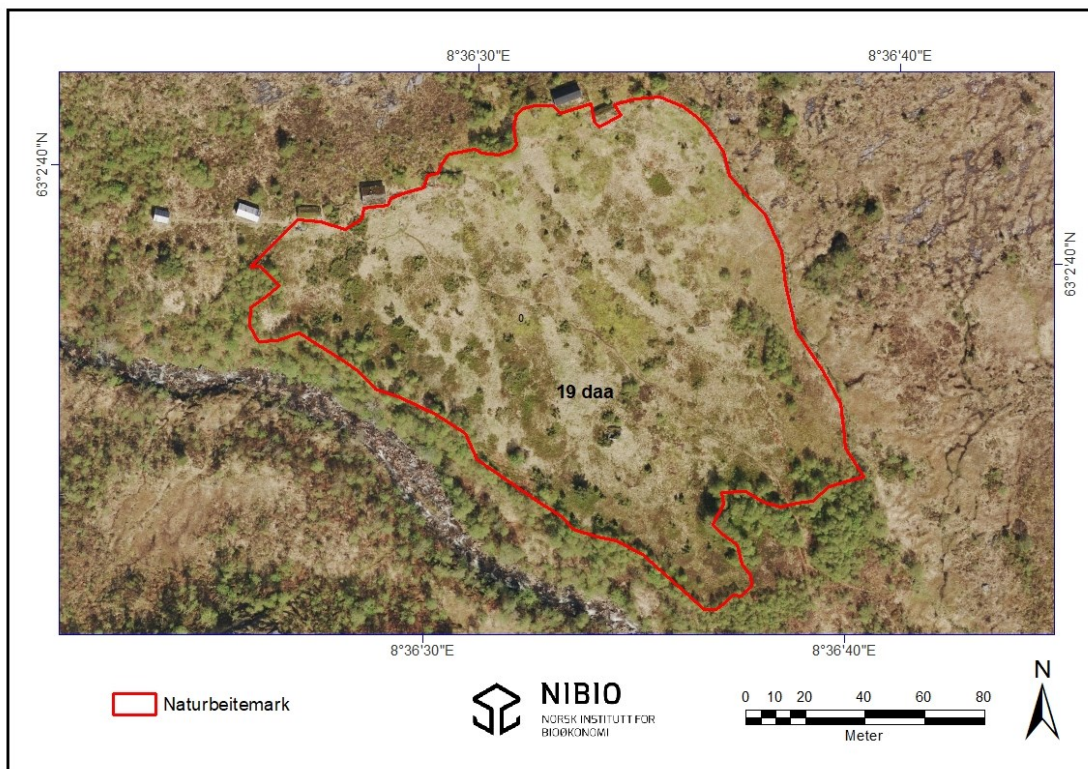 8°36'30"E
8°36'40"E
63°2'40"N
63°2'40"N
0
19 daa
8°36'30"E
8°36'40"E
Naturbeitemark
NIBIO
NORSK INSTITUTT FOR
BIOØKONOMI
0 10 20 40 60 80
Meter
N